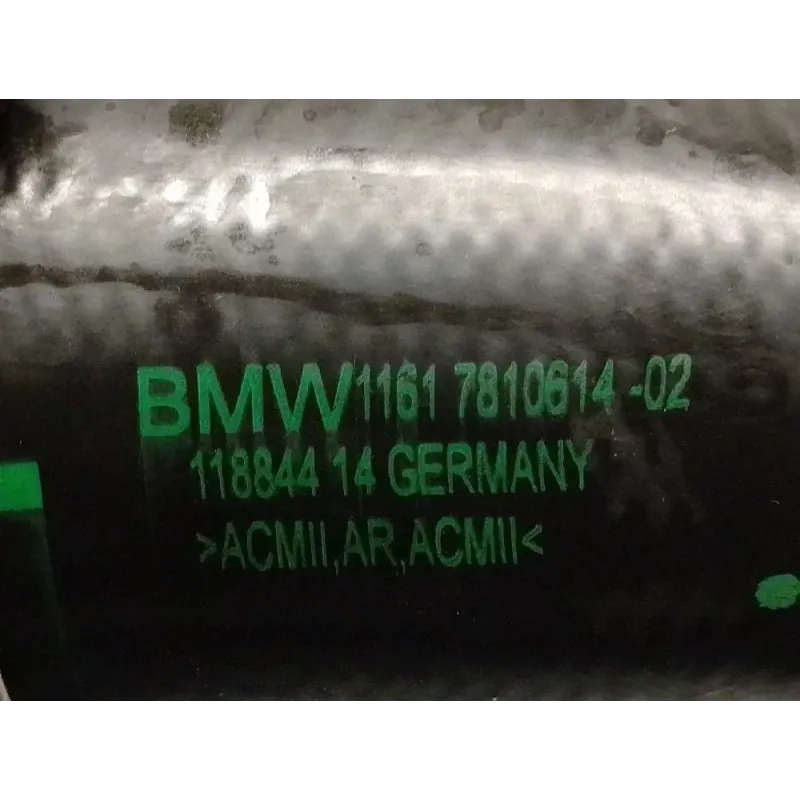 BMW 1161 7810614 -02
118844 14 GERMANY
>ACMII,AR,ACMII<